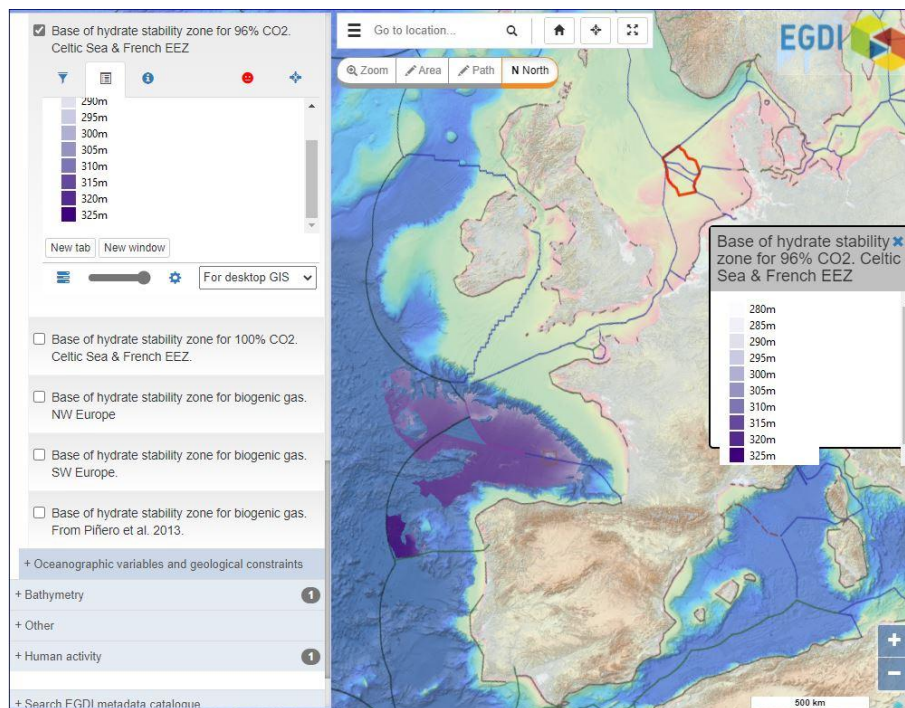 Base of hydrate stability zone for 96% CO2.
Celtic Sea & French EEZ
290m
295m
300m
305m
310m
315m
320m
325m
New tab
New window
For desktop GIS
Base of hydrate stability zone for 100% CO2.
Celtic Sea & French EEZ.
Base of hydrate stability zone for biogenic gas.
NW Europe
Base of hydrate stability zone for biogenic gas.
SW Europe.
Base of hydrate stability zone for biogenic gas.
From Piñero et al. 2013.
+ Oceanographic variables and geological constraints
+ Bathymetry 1
+ Other
+ Human activity 1
+ Search EGDI metadata catalogue
Go to location...
Zoom
Area
Path
N North
EGDI
Base of hydrate stability
zone for 96% CO2. Celtic
Sea & French EEZ
280m
285m
290m
295m
300m
305m
310m
315m
320m
325m
+
−
500 km